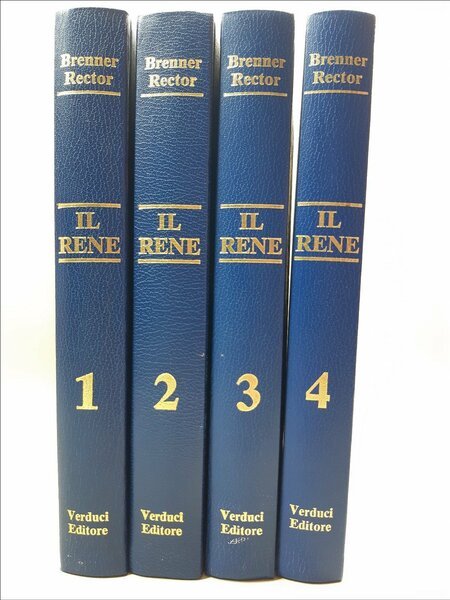 Brenner
Rector
IL
RENE
1
Verduci
Editore
Brenner
Rector
IL
RENE
2
Verduci
Editore
Brenner
Rector
IL
RENE
3
Verduci
Editore
Brenner
Rector
IL
RENE
4
Verduci
Editore